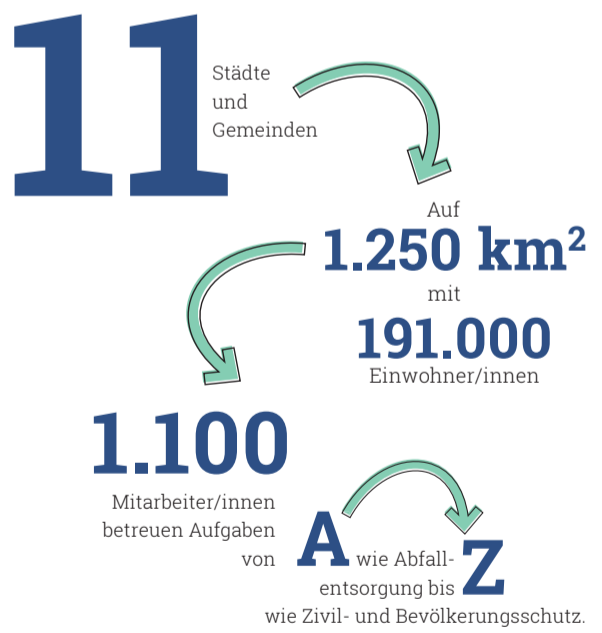 11
Städte
und
Gemeinden
Auf
1.250 km²
mit
191.000
Einwohner/innen
1.100
Mitarbeiter/innen
betreuen Aufgaben
von A wie Abfall-
entsorgung bis Z
wie Zivil- und Bevölkerungsschutz.